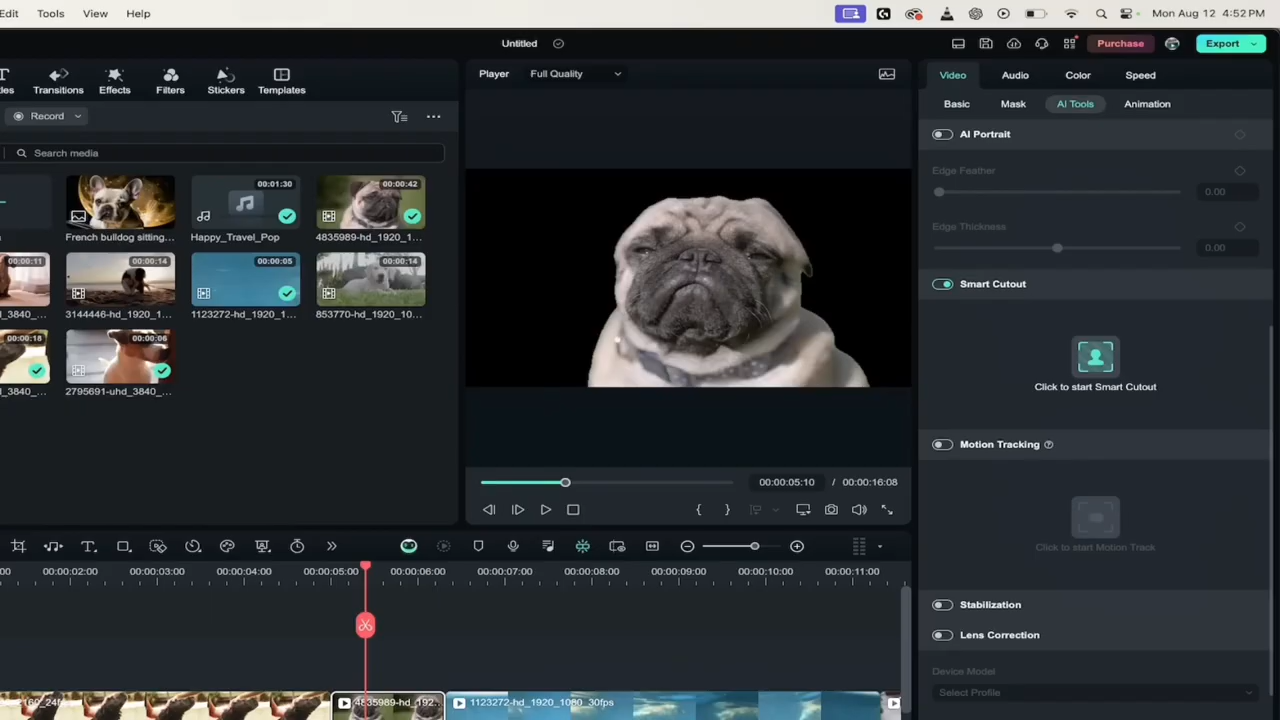 Edit Tools View Help Mon Aug 12 4:52 PM
Untitled Purchase Export
Transitions Effects Filters Stickers Templates
Player Full Quality
Video Audio Color Speed
Basic Mask AI Tools Animation
Record
Search media
AI Portrait
Edge Feather
0.00
Edge Thickness
0.00
Smart Cutout
Click to start Smart Cutout
Motion Tracking
Click to start Motion Track
Stabilization
Lens Correction
Device Model
Select Profile
00:01:30 00:00:42
French bulldog sitting... Happy_Travel_Pop 4835989-hd_1920_1...
00:00:11 00:00:14 00:00:05 00:00:14
d_3840_... 3144446-hd_1920_1... 1123272-hd_1920_1... 853770-hd_1920_10...
00:00:18 00:00:06
d_3840_... 2795691-uhd_3840_...
00:00:05:10 / 00:00:16:08
00:00:02:00 00:00:03:00 00:00:04:00 00:00:05:00 00:00:06:00 00:00:07:00 00:00:08:00 00:00:09:00 00:00:10:00 00:00:11:00
4835989-hd_192... 1123272-hd_1920_1080_30fps